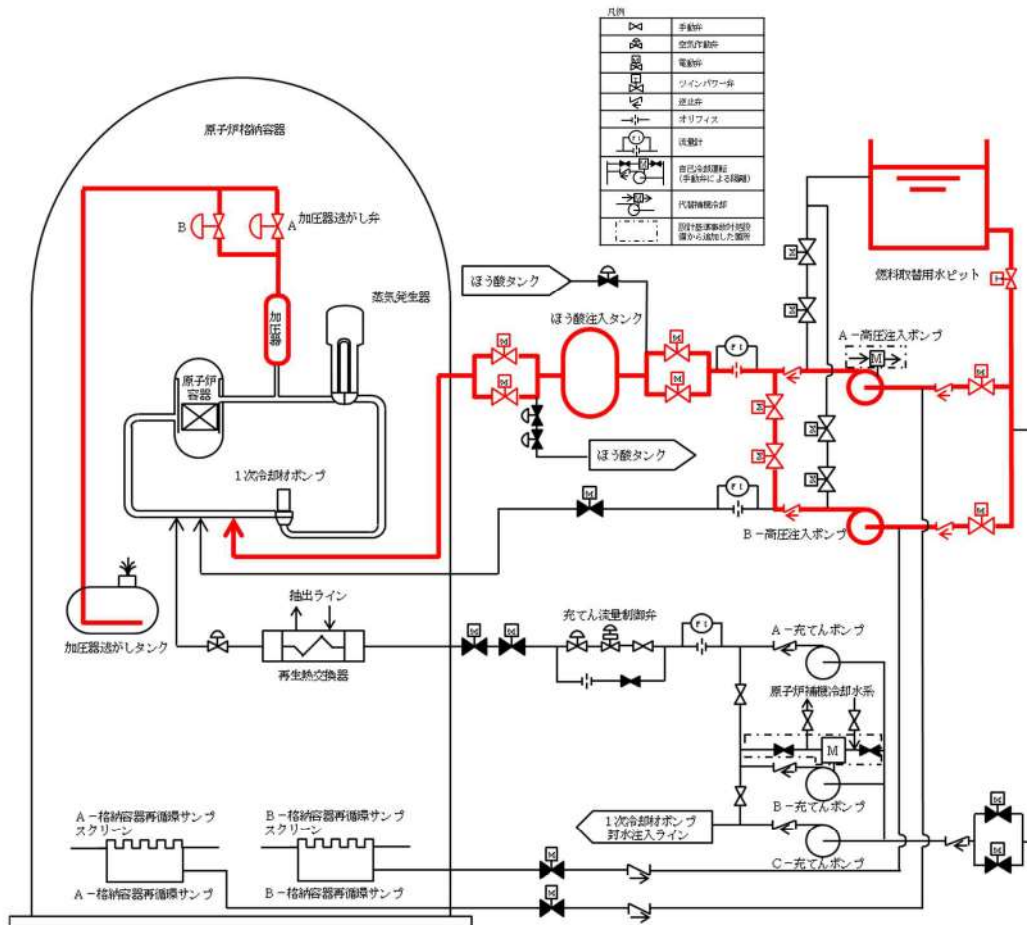 凡例
手動弁
空気作動弁
電動弁
ツインパワー弁
逆止弁
オリフィス
流量計
自己冷却運転
(手動弁による隔離)
代替補機冷却
設計基準事故対処設
備から追加した箇所
原子炉格納容器
B
A
加圧器逃がし弁
加圧器
蒸気発生器
原子炉
容器
1次冷却材ポンプ
加圧器逃がしタンク
ほう酸タンク
ほう酸注入タンク
ほう酸タンク
燃料取替用水ピット
A-高圧注入ポンプ
B-高圧注入ポンプ
抽出ライン
再生熱交換器
充てん流量制御弁
A-充てんポンプ
原子炉補機冷却水系
M
B-充てんポンプ
1次冷却材ポンプ
封水注入ライン
C-充てんポンプ
A-格納容器再循環サンプ
スクリーン
B-格納容器再循環サンプ
スクリーン
A-格納容器再循環サンプ
B-格納容器再循環サンプ